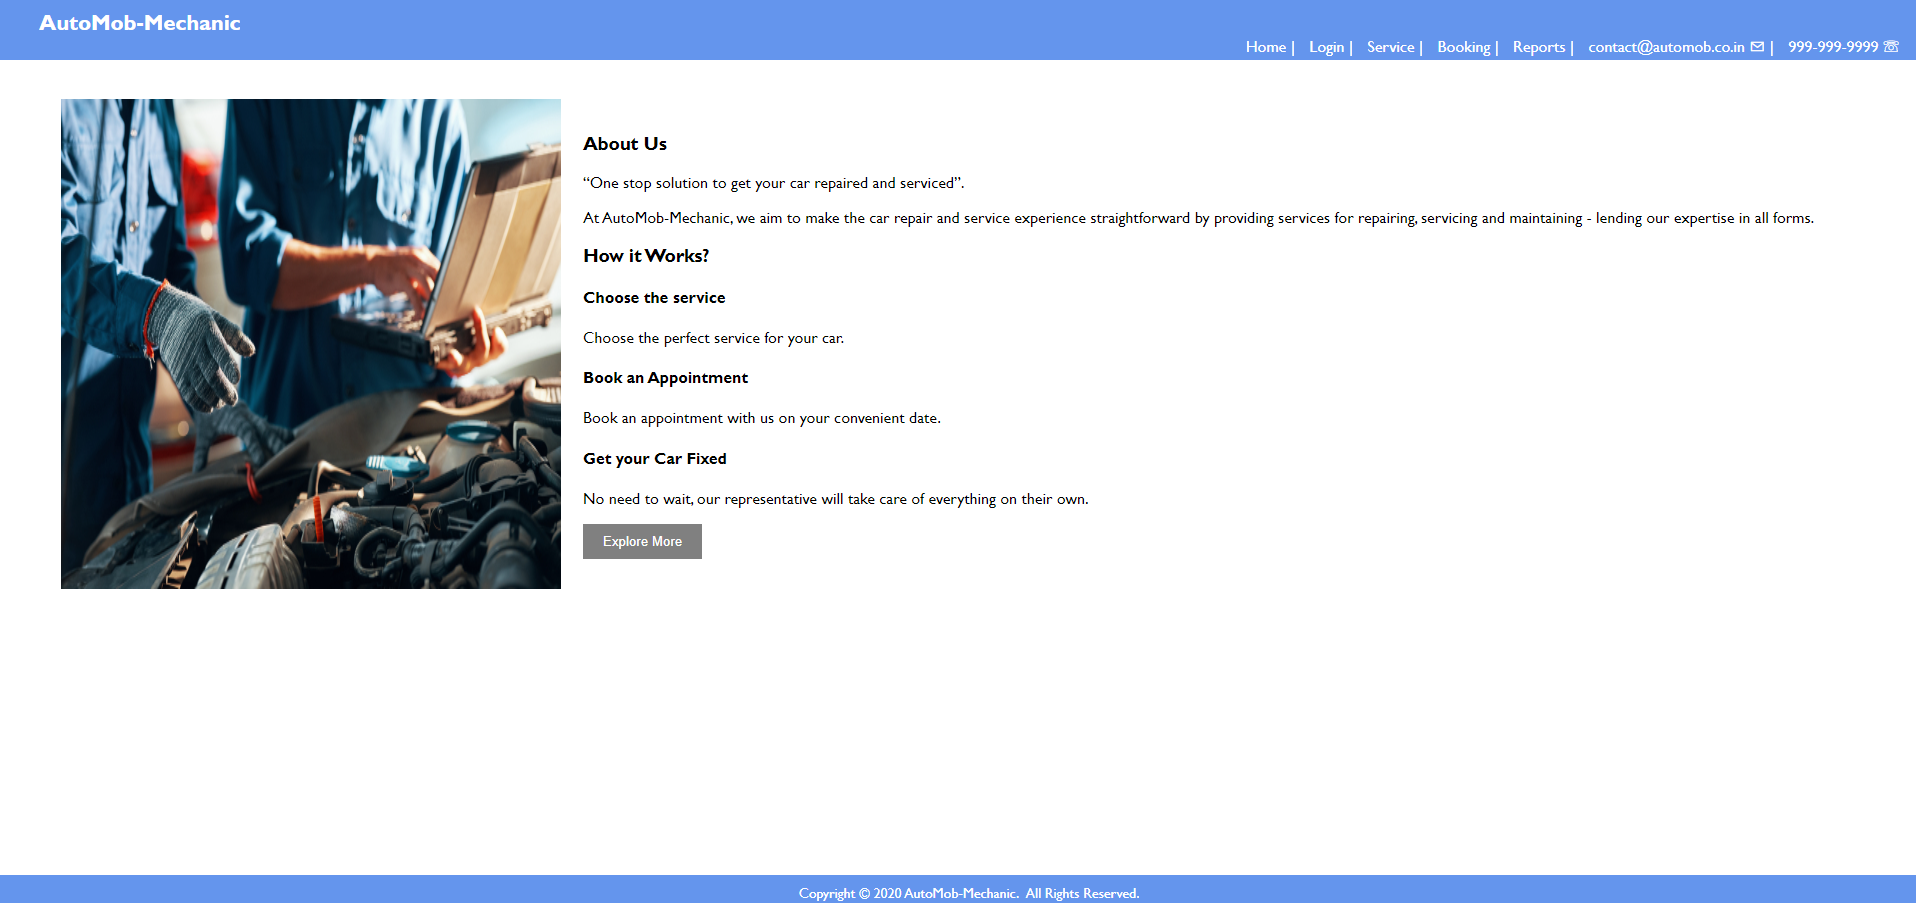 AutoMob-Mechanic
Home | Login | Service | Booking | Reports | contact@automob.co.in ✉ | 999-999-9999 ☏
About Us
“One stop solution to get your car repaired and serviced”.
At AutoMob-Mechanic, we aim to make the car repair and service experience straightforward by providing services for repairing, servicing and maintaining - lending our expertise in all forms.
How it Works?
Choose the service
Choose the perfect service for your car.
Book an Appointment
Book an appointment with us on your convenient date.
Get your Car Fixed
No need to wait, our representative will take care of everything on their own.
Explore More
Copyright © 2020 AutoMob-Mechanic. All Rights Reserved.